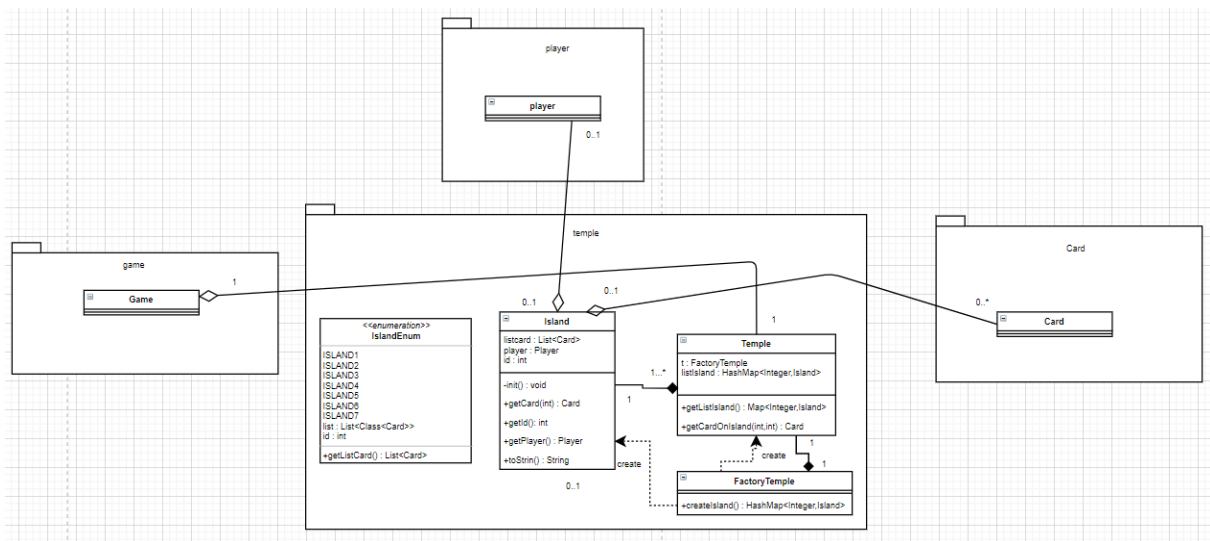 player
player
0..1
temple
game
1
Game
Card
0..*
Card
0..1
0..1
<<enumeration>>
IslandEnum
ISLAND1
ISLAND2
ISLAND3
ISLAND4
ISLAND5
ISLAND6
ISLAND7
list : List<Class<Card>>
id : int
+getListCard() : List<Card>
Island
listcard : List<Card>
player : Player
id : int
-init() : void
+getCard(int) : Card
+getId(): int
+getPlayer() : Player
+toStrin() : String
0..1
1
Temple
t : FactoryTemple
listIsland : HashMap<Integer,Island>
+getListIsland() : Map<Integer,Island>
+getCardOnIsland(int,int) : Card
1...*
1
create
create
1
1
FactoryTemple
+createIsland() : HashMap<Integer,Island>